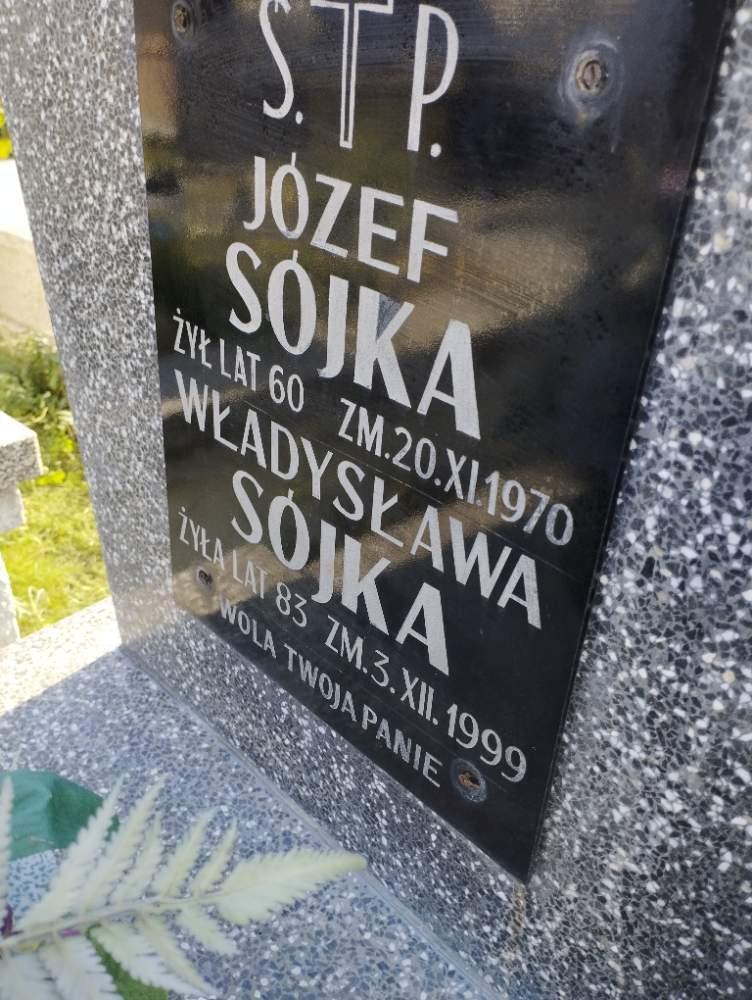 Ś. P.
JÓZEF
SÓJKA
ŻYŁ LAT 60 ZM. 20. XI. 1970
WŁADYSŁAWA
SÓJKA
ŻYŁA LAT 83 ZM. 3. XII. 1999
WOLA TWOJA PANIE